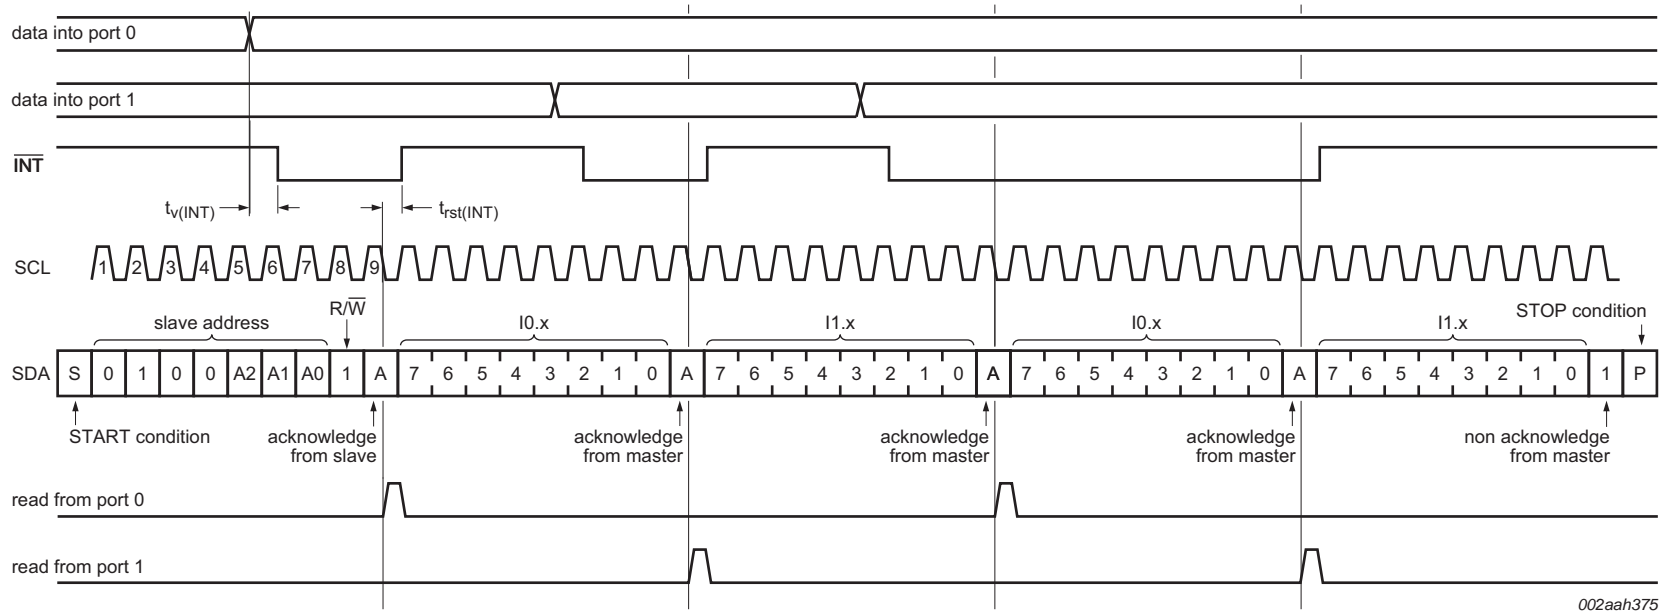 data into port 0
data into port 1
INT
tv(INT) trst(INT)
SCL 1 2 3 4 5 6 7 8 9
R/W STOP condition
slave address I0.x I1.x I0.x I1.x
SDA S 0 1 0 0 A2 A1 A0 1 A 7 6 5 4 3 2 1 0 A 7 6 5 4 3 2 1 0 A 7 6 5 4 3 2 1 0 A 7 6 5 4 3 2 1 0 1 P
START condition acknowledge acknowledge acknowledge acknowledge non acknowledge
from slave from master from master from master from master
read from port 0
read from port 1
002aah375